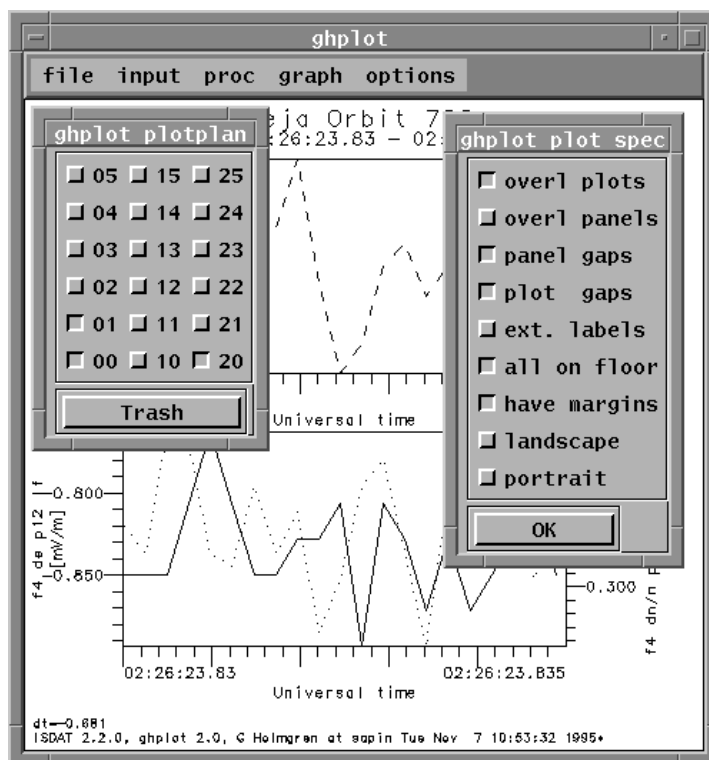 ghplot
file input proc graph options
eja Orbit 7
:26:23.83 – 02:
ghplot plotplan
05 15 25
04 14 24
03 13 23
02 12 22
01 11 21
00 10 20
Trash
ghplot plot spec
overl plots
overl panels
panel gaps
plot gaps
ext. labels
all on floor
have margins
landscape
portrait
OK
Universal time
f4 de p12 f
[mV/m]
-0.800
-0.850
-0.300
f4 dn/n
02:26:23.83
02:26:23.835
Universal time
dt=-0.681
ISDAT 2.2.0, ghplot 2.0, G Holmgren at sapin Tue Nov 7 10:53:32 1995*